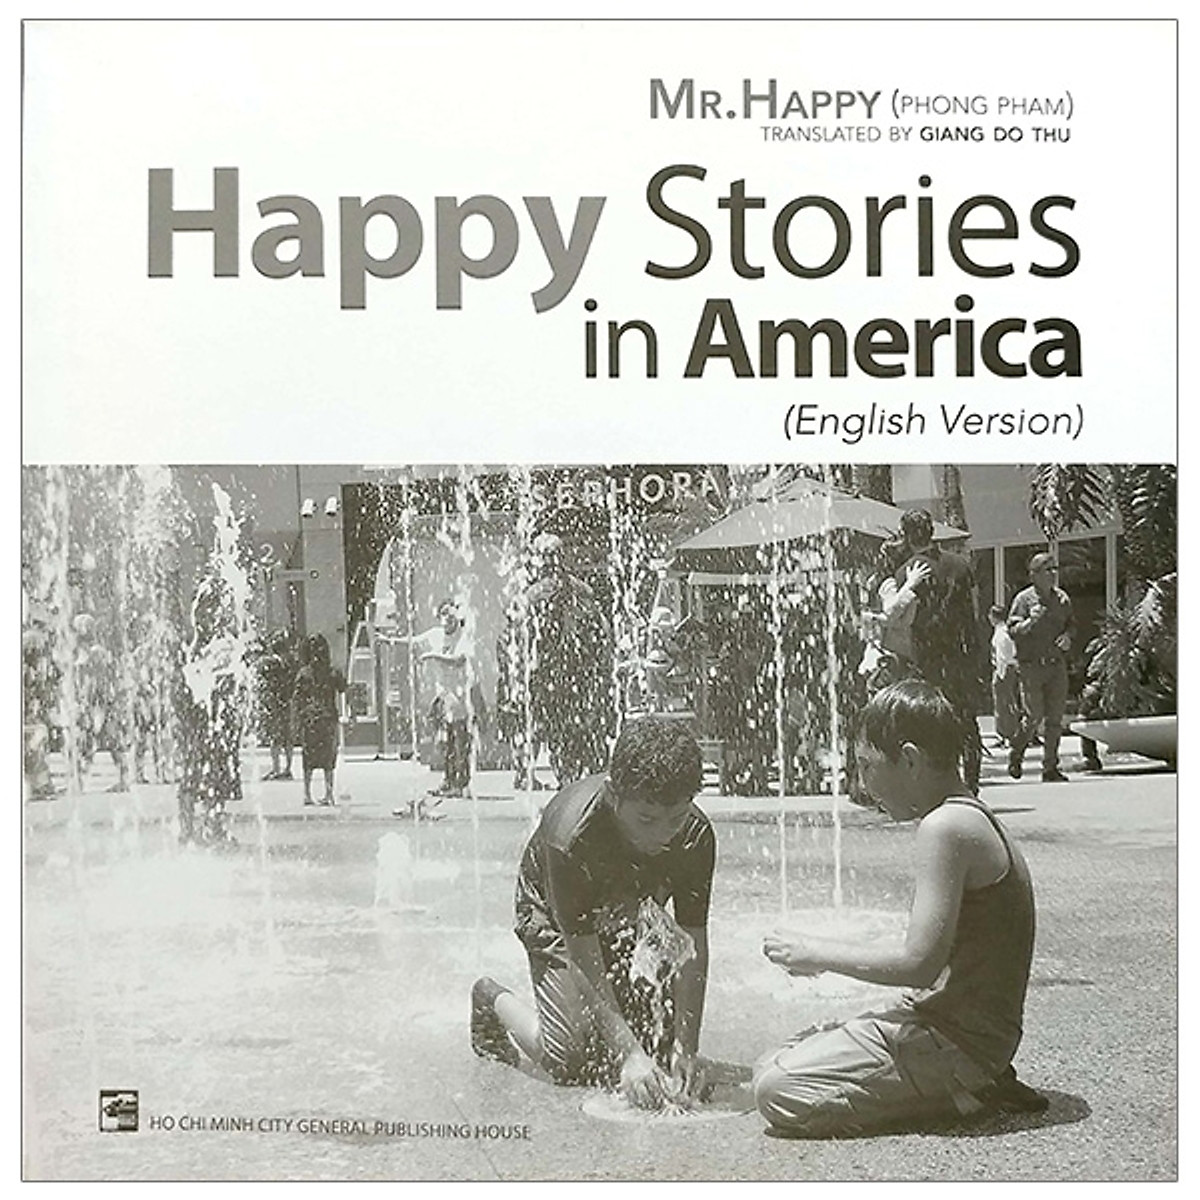 MR.HAPPY (PHONG PHAM)
TRANSLATED BY GIANG DO THU
Happy Stories
in America
(English Version)
SEPHORA
HO CHI MINH CITY GENERAL PUBLISHING HOUSE